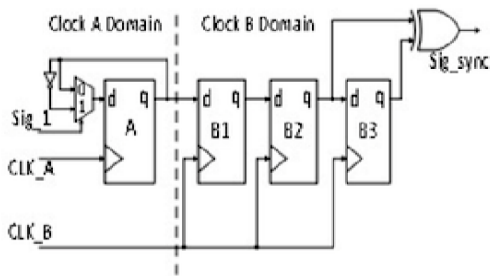 Clock A Domain
Clock B Domain
Sig_sync
0
1
d q
d q
d q
d q
Sig_1
A
B1
B2
B3
CLK_A
CLK_B